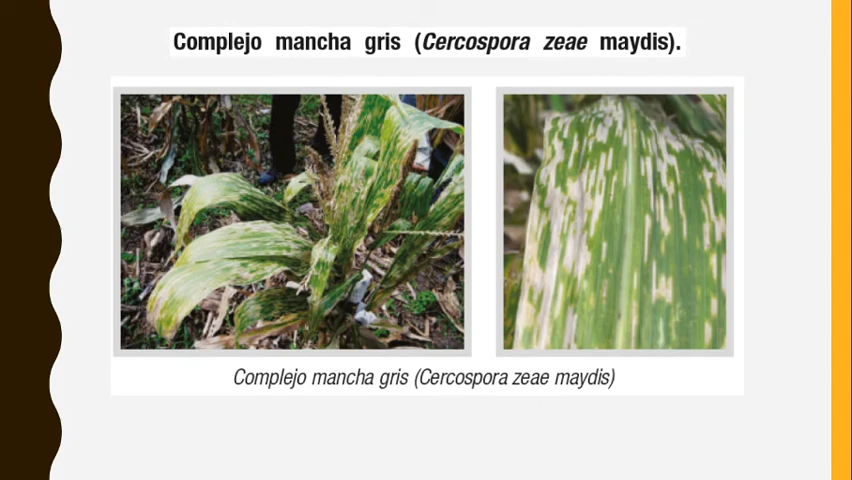 Complejo mancha gris (Cercospora zeae maydis).
Complejo mancha gris (Cercospora zeae maydis)